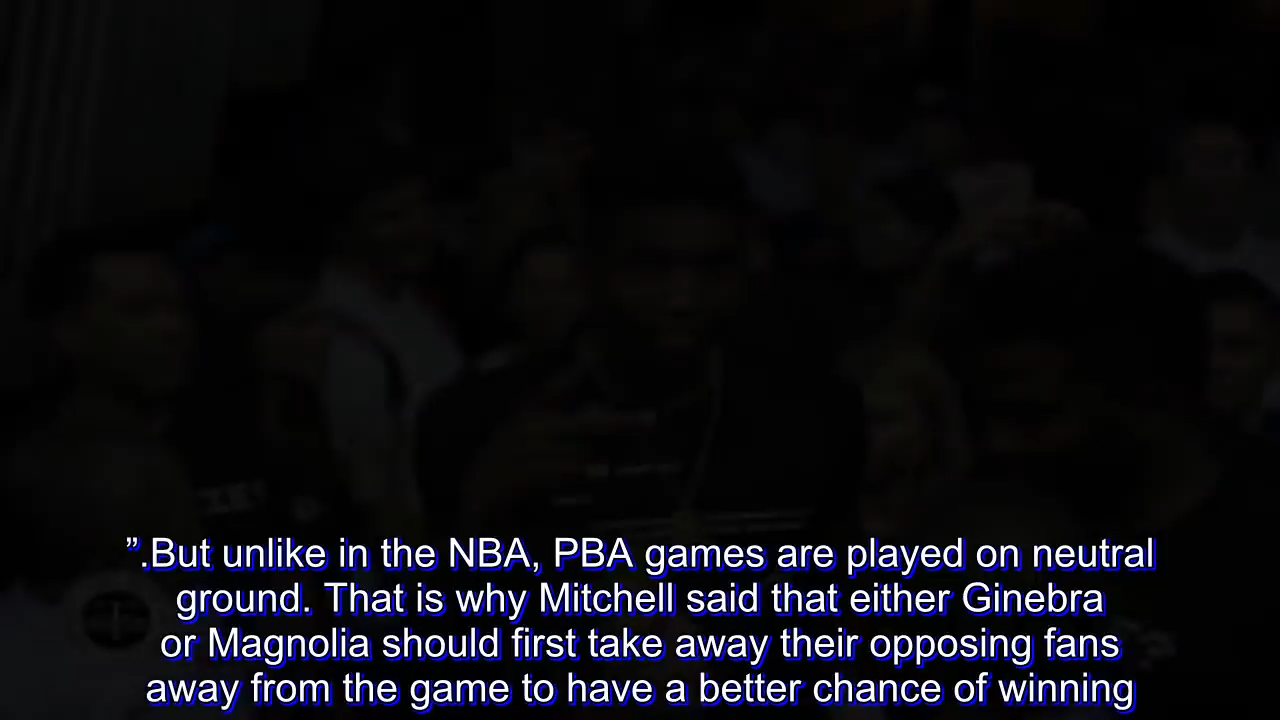 ”.But unlike in the NBA, PBA games are played on neutral
ground. That is why Mitchell said that either Ginebra
or Magnolia should first take away their opposing fans
away from the game to have a better chance of winning